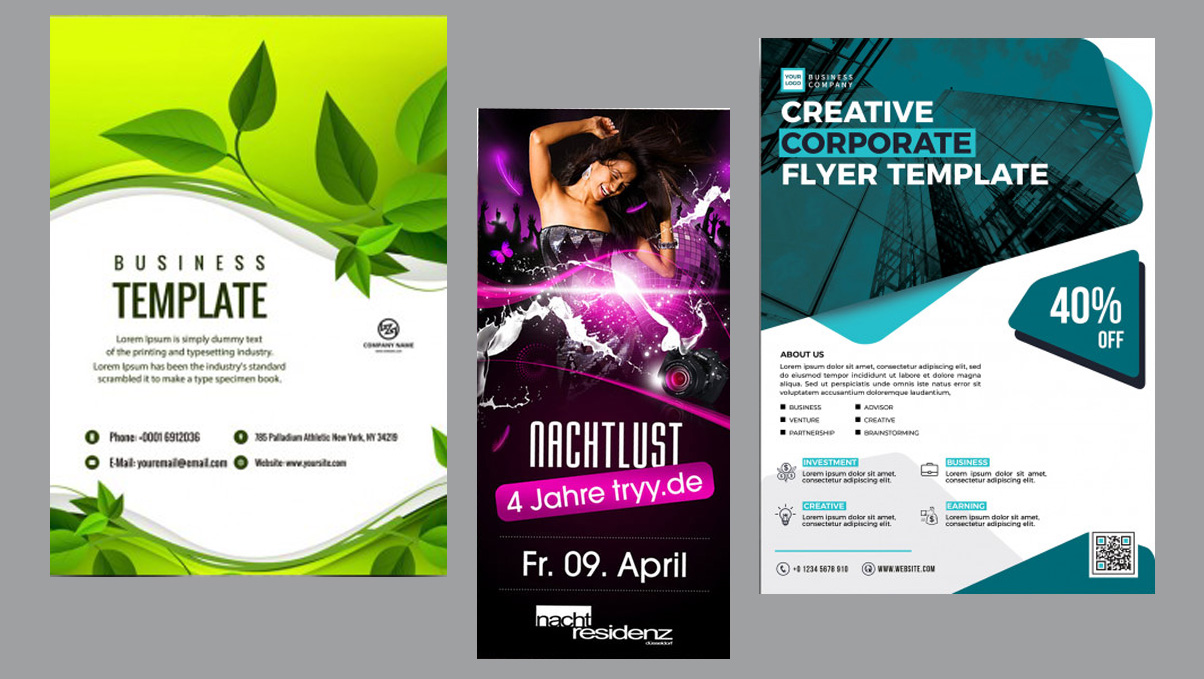 BUSINESS
TEMPLATE
Lorem Ipsum is simply dummy text
of the printing and typesetting industry.
Lorem Ipsum has been the industry's standard
scrambled it to make a type specimen book.
COMPANY NAME
Phone: +0001 6912036
785 Palladium Athletic New York, NY 34219
E-Mail: youremail@email.com
Website: www.yoursite.com
NACHTLUST
4 Jahre tryy.de
Fr. 09. April
nacht
residenz
düsseldorf
YOUR
LOGO
BUSINESS
COMPANY
CREATIVE
CORPORATE
FLYER TEMPLATE
40%
OFF
ABOUT US
Lorem ipsum dolor sit amet, consectetur adipiscing elit, sed
do eiusmod tempor incididunt ut labore et dolore magna
aliqua. Sed ut perspiciatis unde omnis iste natus error sit
voluptatem accusantium doloremque laudantium,
BUSINESS
ADVISOR
VENTURE
CREATIVE
PARTNERSHIP
BRAINSTORMING
INVESTMENT
Lorem ipsum dolor sit amet,
consectetur adipiscing elit.
BUSINESS
Lorem ipsum dolor sit amet,
consectetur adipiscing elit.
CREATIVE
Lorem ipsum dolor sit amet,
consectetur adipiscing elit.
EARNING
Lorem ipsum dolor sit amet,
consectetur adipiscing elit.
+0 1234 5678 910
WWW.WEBSITE.COM